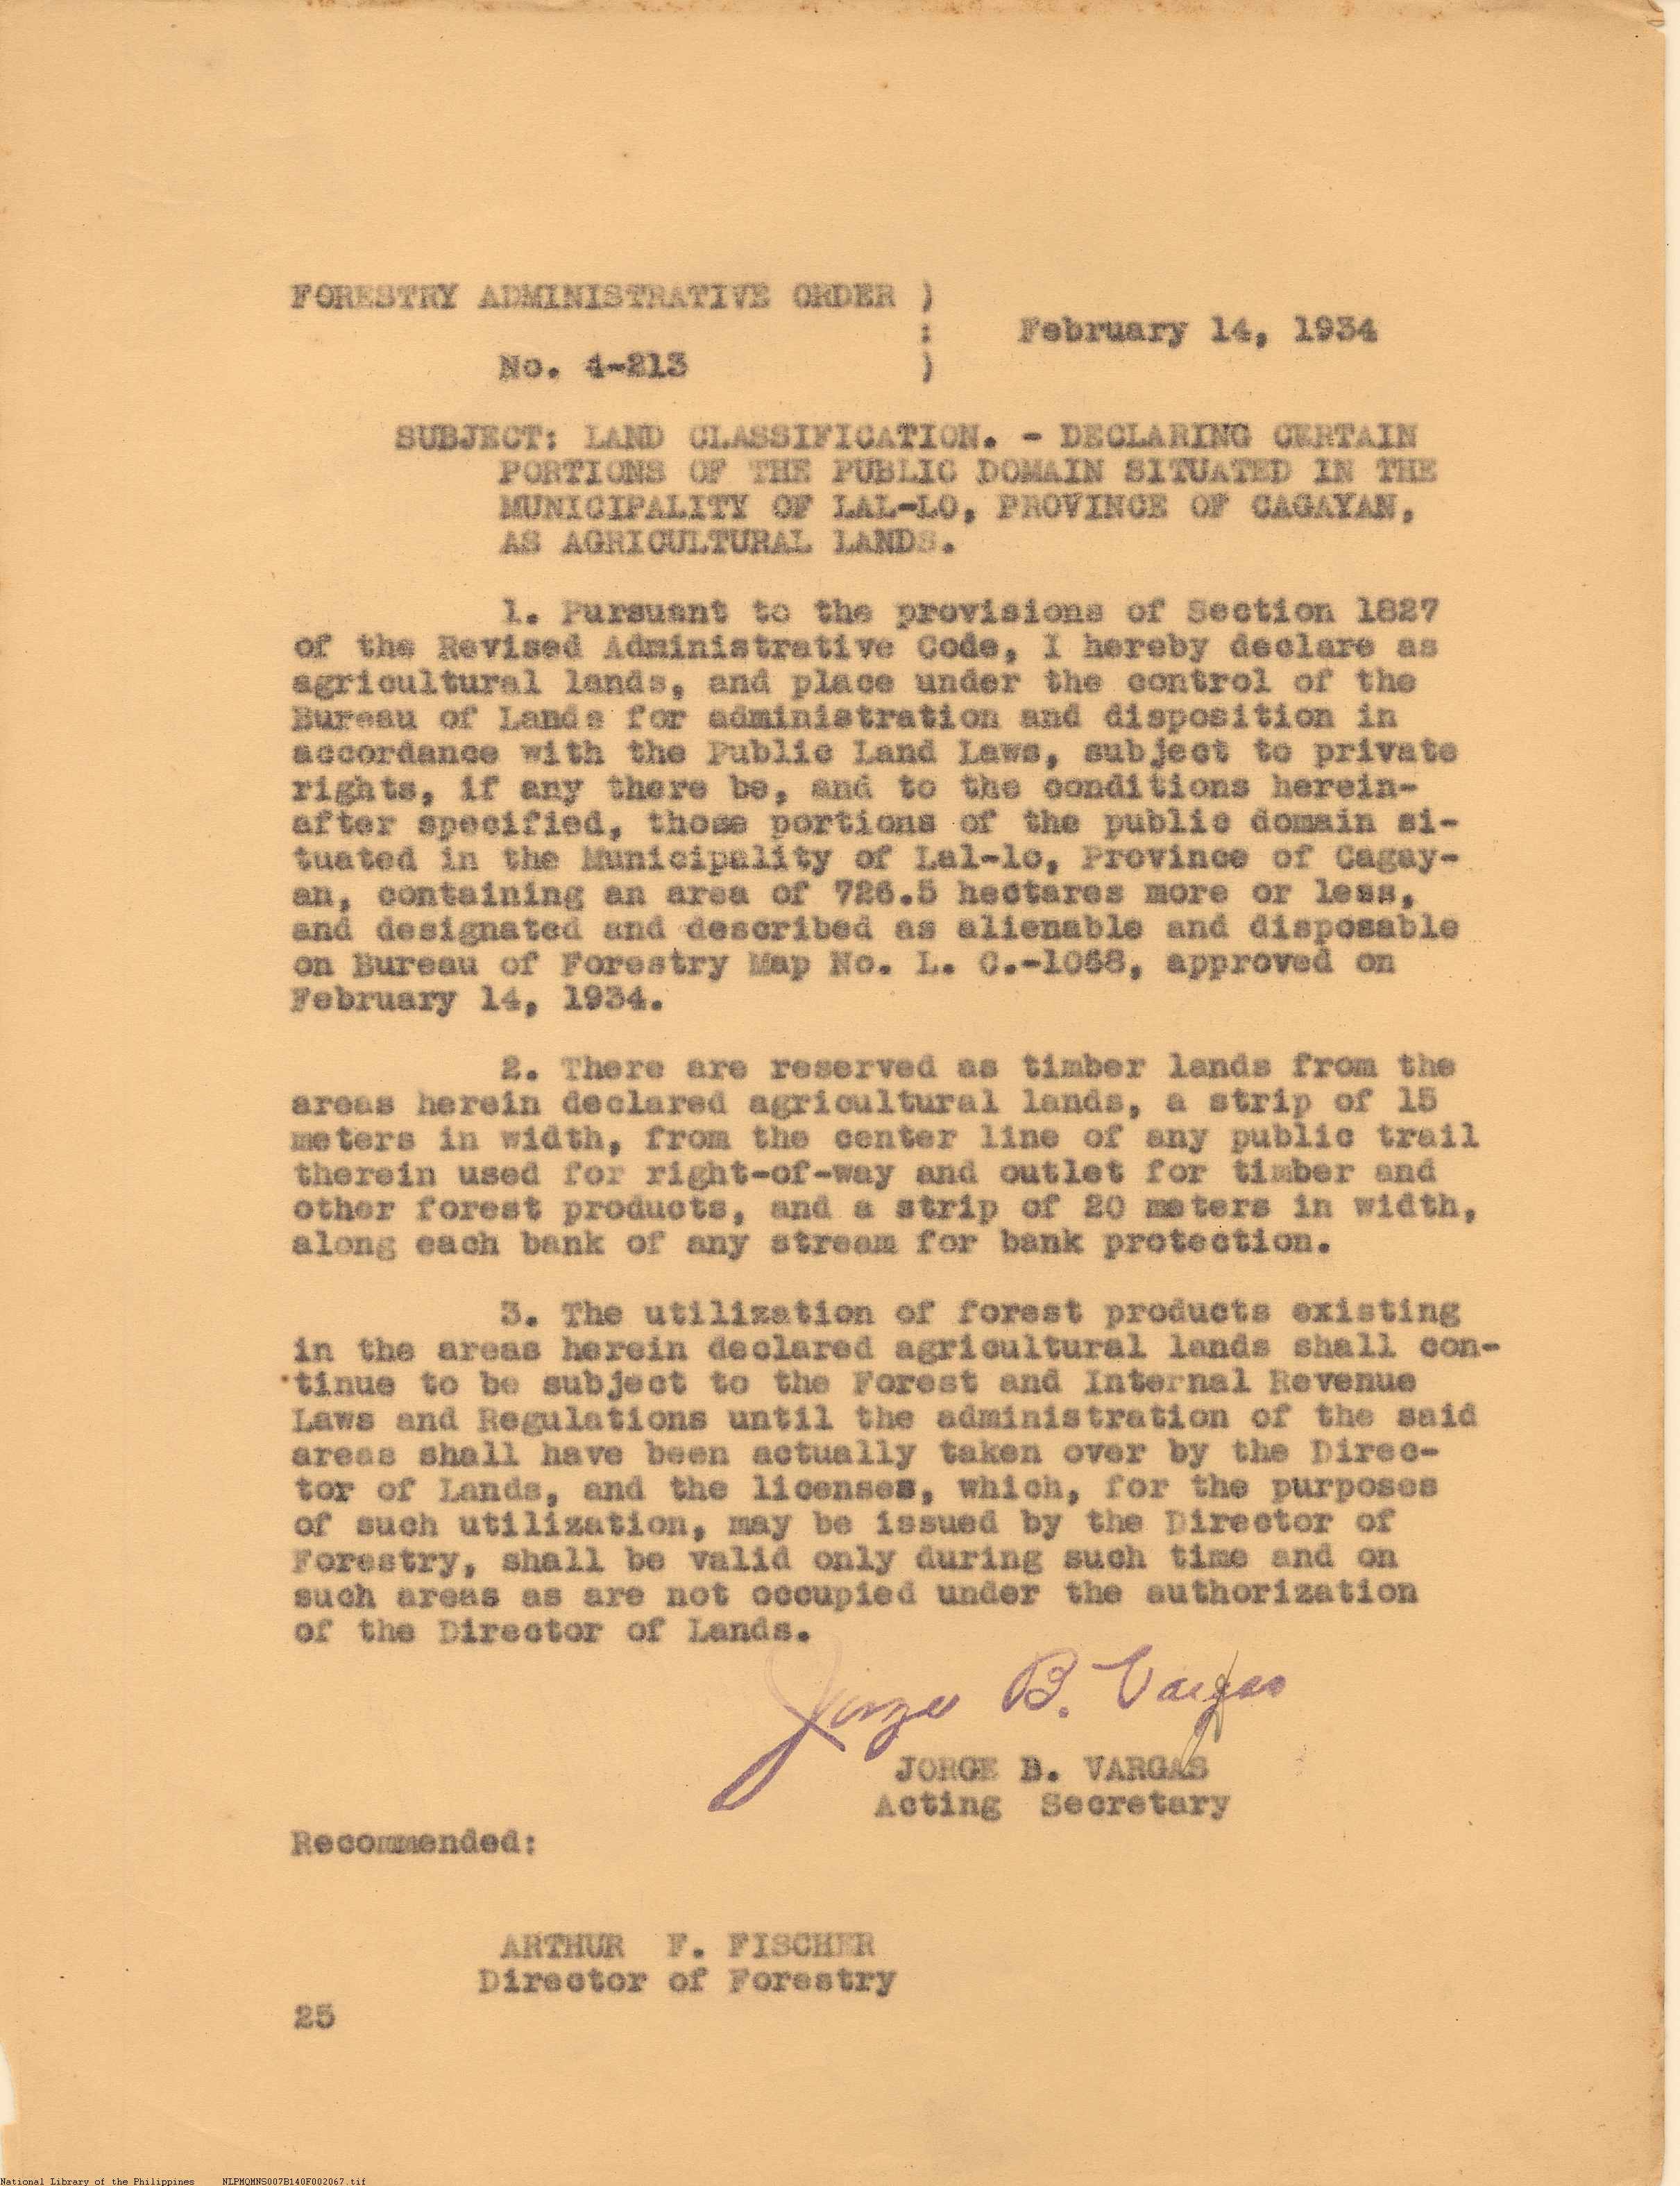 FORESTRY ADMINISTRATIVE ORDER )
: February 14, 1934
No. 4-213 )
SUBJECT: LAND CLASSIFICATION. - DECLARING CERTAIN
PORTIONS OF THE PUBLIC DOMAIN SITUATED IN THE
MUNICIPALITY OF LAL-LO, PROVINCE OF CAGAYAN,
AS AGRICULTURAL LANDS.
1. Pursuant to the provisions of Section 1827
of the Revised Administrative Code, I hereby declare as
agricultural lands, and place under the control of the
Bureau of Lands for administration and disposition in
accordance with the Public Land Laws, subject to private
rights, if any there be, and to the conditions herein-
after specified, those portions of the public domain si-
tuated in the Municipality of Lal-lo, Province of Cagay-
an, containing an area of 726.5 hectares more or less,
and designated and described as alienable and disposable
on Bureau of Forestry Map No. L. C.-1068, approved on
February 14, 1934.
2. There are reserved as timber lands from the
areas herein declared agricultural lands, a strip of 15
meters in width, from the center line of any public trail
therein used for right-of-way and outlet for timber and
other forest products, and a strip of 20 meters in width,
along each bank of any stream for bank protection.
3. The utilization of forest products existing
in the areas herein declared agricultural lands shall con-
tinue to be subject to the Forest and Internal Revenue
Laws and Regulations until the administration of the said
areas shall have been actually taken over by the Direc-
tor of Lands, and the licenses, which, for the purposes
of such utilization, may be issued by the Director of
Forestry, shall be valid only during such time and on
such areas as are not occupied under the authorization
of the Director of Lands.
Jorge B. Vargas
JORGE B. VARGAS
Acting Secretary
Recommended:
ARTHUR F. FISCHER
Director of Forestry
25
National Library of the Philippines NLPMQMNS007B140F002067.tif